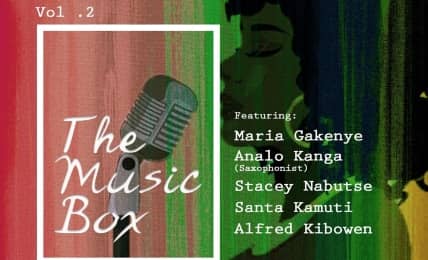 Vol .2
The
Music
Box
Featuring:
Maria Gakenye
Analo Kanga
(Saxophonist)
Stacey Nabutse
Santa Kamuti
Alfred Kibowen